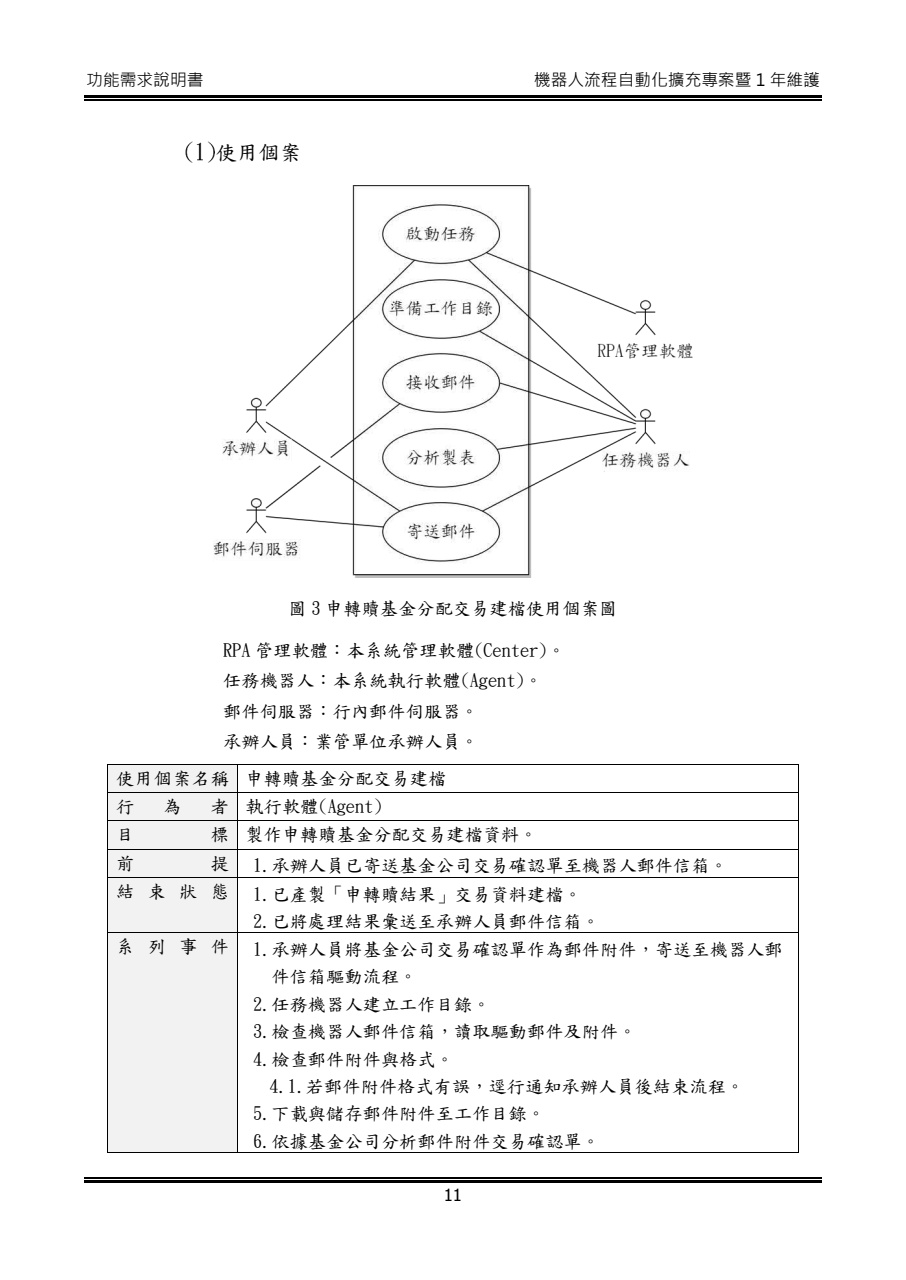 功能需求說明書 機器人流程自動化擴充專案暨 1 年維護
(1)使用個案
啟動任務
準備工作目錄
RPA管理軟體
接收郵件
承辦人員
分析製表
任務機器人
寄送郵件
郵件伺服器
圖 3 申轉贖基金分配交易建檔使用個案圖
RPA 管理軟體：本系統管理軟體(Center)。
任務機器人：本系統執行軟體(Agent)。
郵件伺服器：行內郵件伺服器。
承辦人員：業管單位承辦人員。
使用個案名稱 申轉贖基金分配交易建檔
行為者 執行軟體(Agent)
目標 製作申轉贖基金分配交易建檔資料。
前提 1.承辦人員已寄送基金公司交易確認單至機器人郵件信箱。
結束狀態 1.已產製「申轉贖結果」交易資料建檔。
2.已將處理結果彙送至承辦人員郵件信箱。
系列事件 1.承辦人員將基金公司交易確認單作為郵件附件，寄送至機器人郵
件信箱驅動流程。
2.任務機器人建立工作目錄。
3.檢查機器人郵件信箱，讀取驅動郵件及附件。
4.檢查郵件附件與格式。
4.1.若郵件附件格式有誤，逕行通知承辦人員後結束流程。
5.下載與儲存郵件附件至工作目錄。
6.依據基金公司分析郵件附件交易確認單。
11